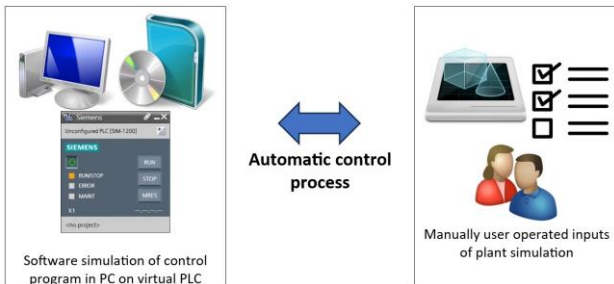 Siemens
Unconfigured PLC [SIM-1200]
SIEMENS
RUN/STOP
RUN
ERROR
STOP
MAINT
MRES
X1
<no project>
Software simulation of control
program in PC on virtual PLC
Automatic control
process
Manually user operated inputs
of plant simulation